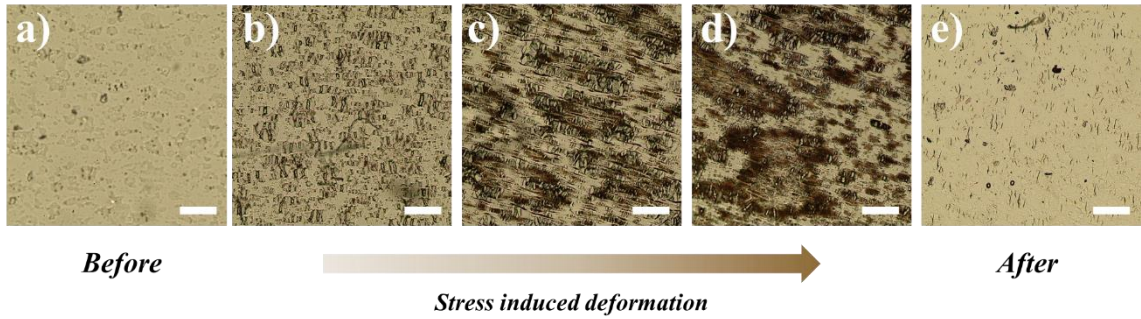 a) b) c) d) e)
Before After
Stress induced deformation